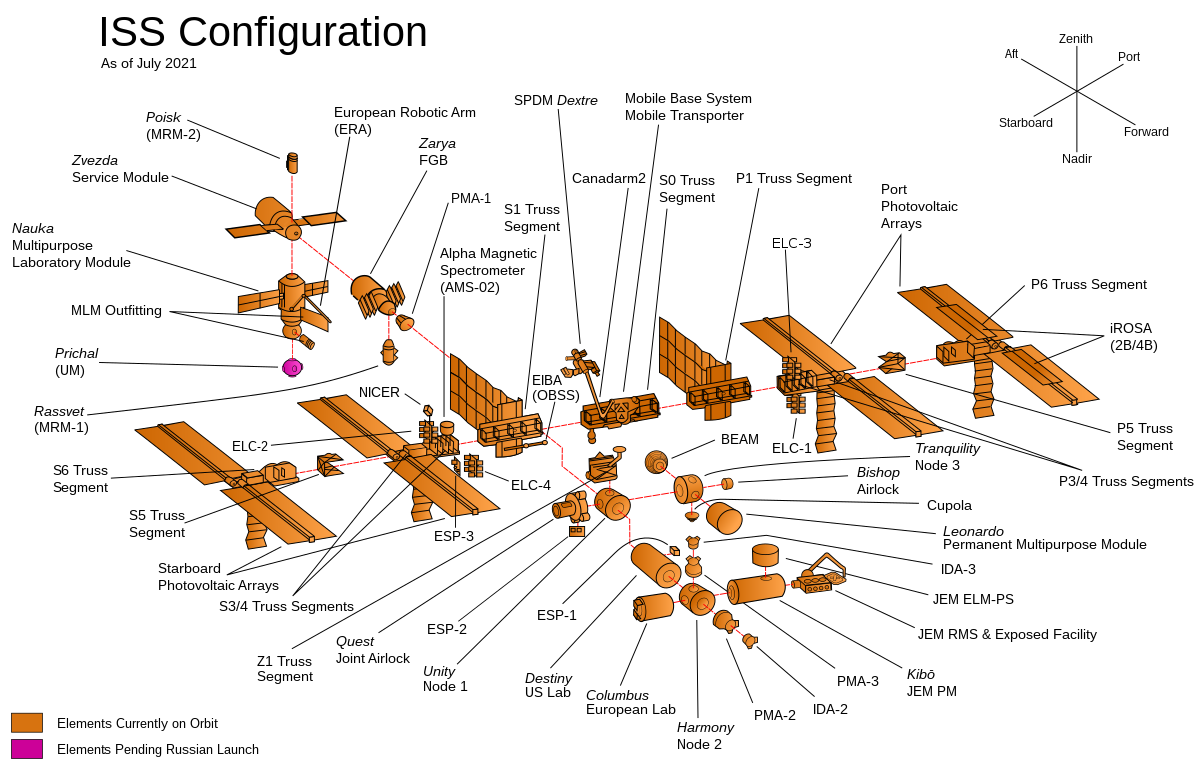 ISS Configuration
As of July 2021
Zenith
Aft
Port
Starboard
Forward
Nadir
Poisk
(MRM-2)
European Robotic Arm
(ERA)
SPDM Dextre
Mobile Base System
Mobile Transporter
Zarya
FGB
Zvezda
Service Module
Canadarm2
S0 Truss
Segment
P1 Truss Segment
Port
Photovoltaic
Arrays
PMA-1
S1 Truss
Segment
Nauka
Multipurpose
Laboratory Module
Alpha Magnetic
Spectrometer
(AMS-02)
ELC-3
P6 Truss Segment
MLM Outfitting
iROSA
(2B/4B)
Prichal
(UM)
NICER
EIBA
(OBSS)
Rassvet
(MRM-1)
ELC-2
BEAM
ELC-1
Tranquility
Node 3
P5 Truss
Segment
S6 Truss
Segment
ELC-4
Bishop
Airlock
P3/4 Truss Segments
Cupola
S5 Truss
Segment
ESP-3
Leonardo
Permanent Multipurpose Module
Starboard
Photovoltaic Arrays
IDA-3
S3/4 Truss Segments
JEM ELM-PS
ESP-1
ESP-2
JEM RMS & Exposed Facility
Quest
Joint Airlock
Z1 Truss
Segment
Unity
Node 1
Destiny
US Lab
Columbus
European Lab
PMA-3
Kibō
JEM PM
IDA-2
PMA-2
Harmony
Node 2
Elements Currently on Orbit
Elements Pending Russian Launch